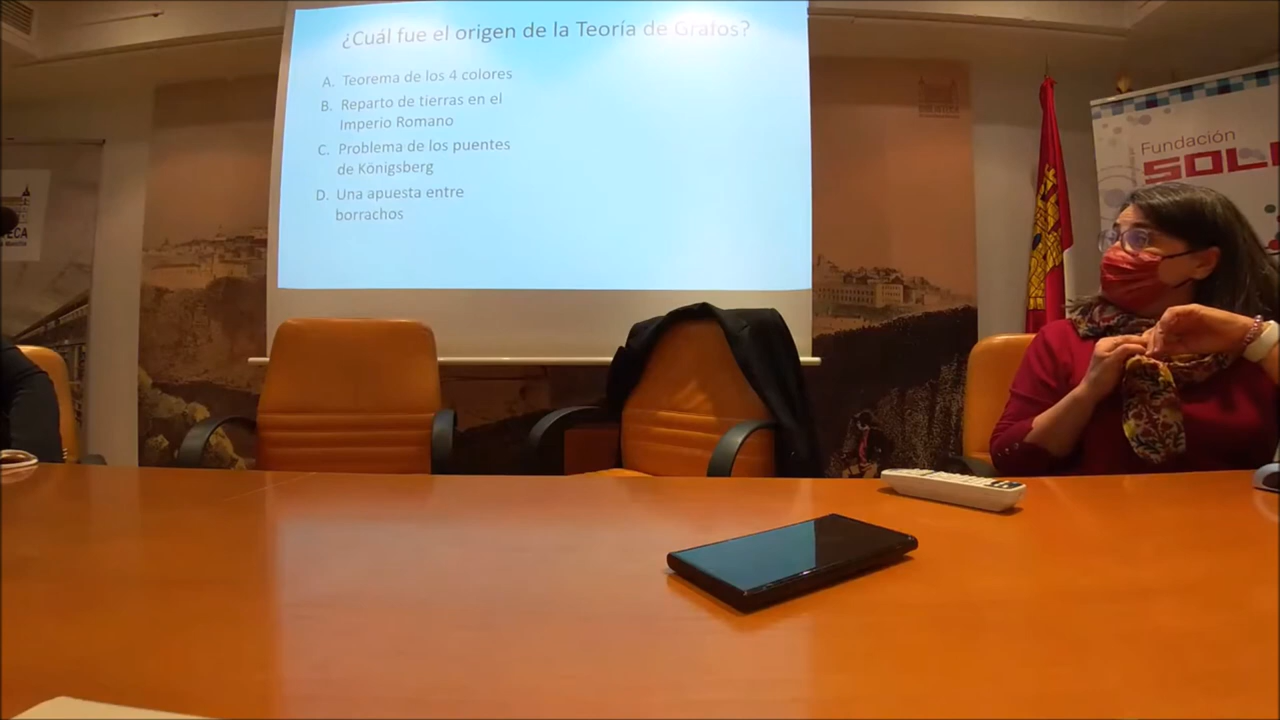 ¿Cuál fue el origen de la Teoría de Grafos?
A. Teorema de los 4 colores
B. Reparto de tierras en el
Imperio Romano
C. Problema de los puentes
de Königsberg
D. Una apuesta entre
borrachos
Fundación